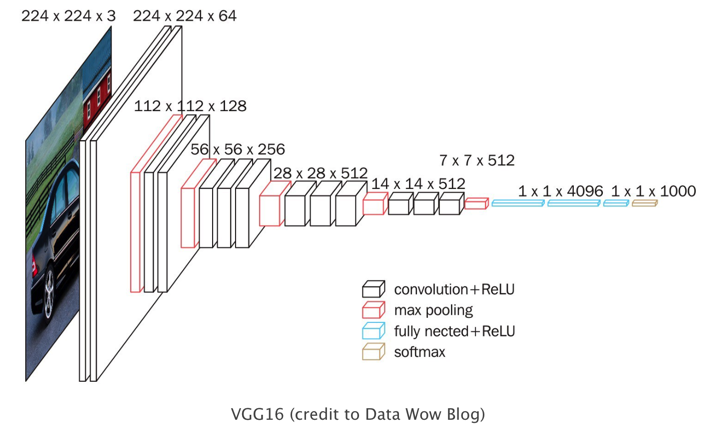 224 x 224 x 3
224 x 224 x 64
112 x 112 x 128
56 x 56 x 256
28 x 28 x 512
14 x 14 x 512
7 x 7 x 512
1 x 1 x 4096
1 x 1 x 1000
convolution+ReLU
max pooling
fully nected+ReLU
softmax
VGG16 (credit to Data Wow Blog)